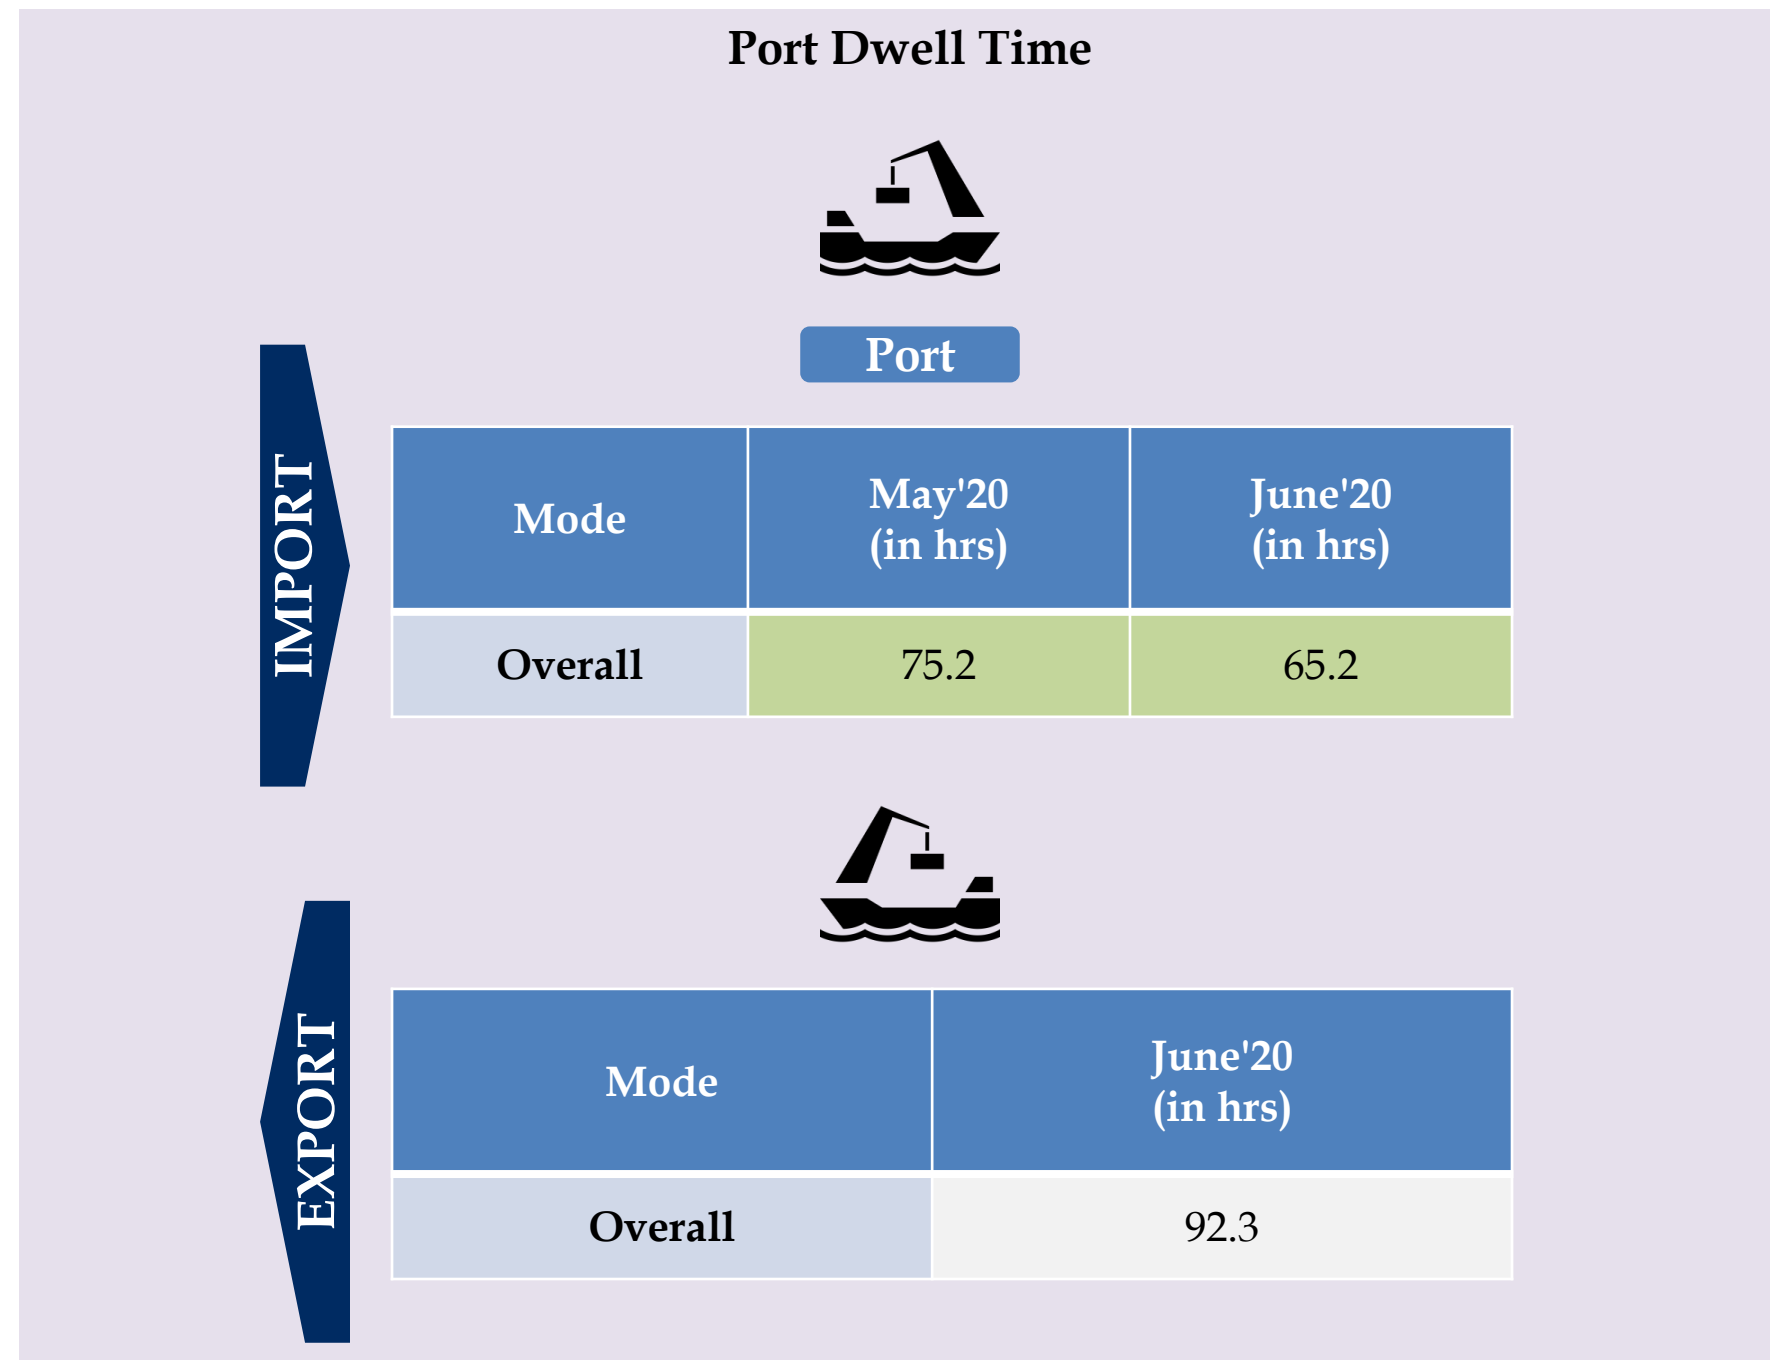 Port Dwell Time
Port
IMPORT
Mode
May'20
(in hrs)
June'20
(in hrs)
Overall
75.2
65.2
EXPORT
Mode
June'20
(in hrs)
Overall
92.3